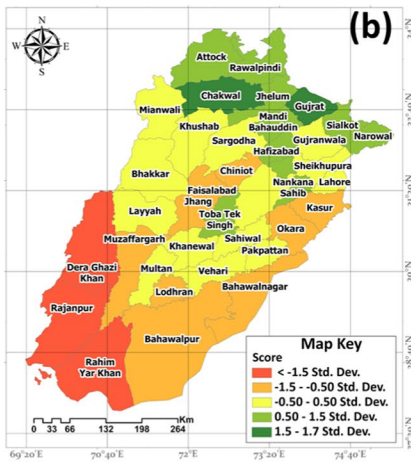 (b)
N
W
E
S
Attock
Rawalpindi
Chakwal
Jhelum
Gujrat
Mianwali
Mandi
Bahauddin
Sialkot
Narowal
Khushab
Sargodha
Gujranwala
Hafizabad
Sheikhupura
Chiniot
Bhakkar
Faisalabad
Nankana
Sahib
Lahore
Jhang
Kasur
Layyah
Toba Tek
Singh
Okara
Muzaffargarh
Sahiwal
Khanewal
Pakpattan
Dera Ghazi
Khan
Multan
Vehari
Bahawalnagar
Lodhran
Rajanpur
Bahawalpur
Rahim
Yar Khan
Map Key
Score
< -1.5 Std. Dev.
-1.5 - -0.50 Std. Dev.
-0.50 - 0.50 Std. Dev.
0.50 - 1.5 Std. Dev.
1.5 - 1.7 Std. Dev.
Km
0 33 66 132 198 264
69°20'E 70°40'E 72°E 73°20'E 74°40'E